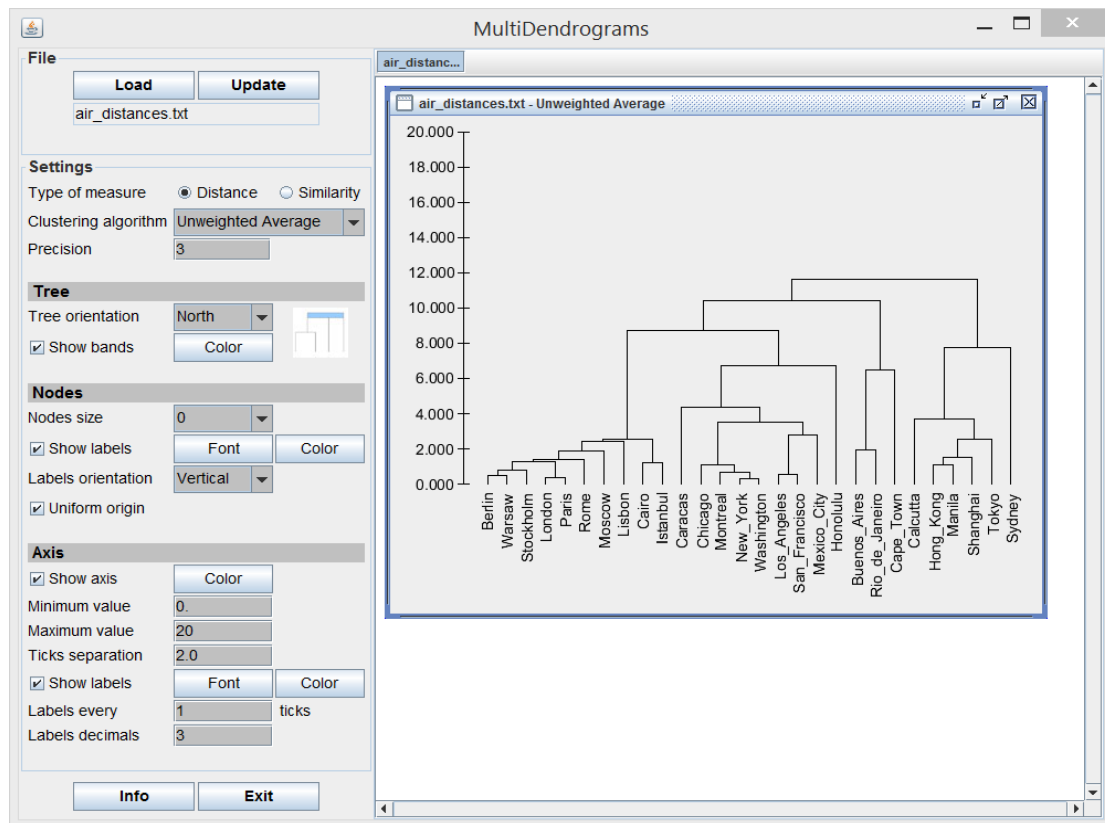 MultiDendrograms
File
Load Update
air_distances.txt
Settings
Type of measure Distance Similarity
Clustering algorithm Unweighted Average
Precision 3
Tree
Tree orientation North
Show bands Color
Nodes
Nodes size 0
Show labels Font Color
Labels orientation Vertical
Uniform origin
Axis
Show axis Color
Minimum value 0.
Maximum value 20
Ticks separation 2.0
Show labels Font Color
Labels every 1 ticks
Labels decimals 3
Info Exit
air_distanc...
air_distances.txt - Unweighted Average
20.000
18.000
16.000
14.000
12.000
10.000
8.000
6.000
4.000
2.000
0.000
Berlin
Warsaw
Stockholm
London
Paris
Rome
Moscow
Lisbon
Cairo
Istanbul
Caracas
Chicago
Montreal
New_York
Washington
Los_Angeles
San_Francisco
Mexico_City
Honolulu
Buenos_Aires
Rio_de_Janeiro
Cape_Town
Calcutta
Hong_Kong
Manila
Shanghai
Tokyo
Sydney